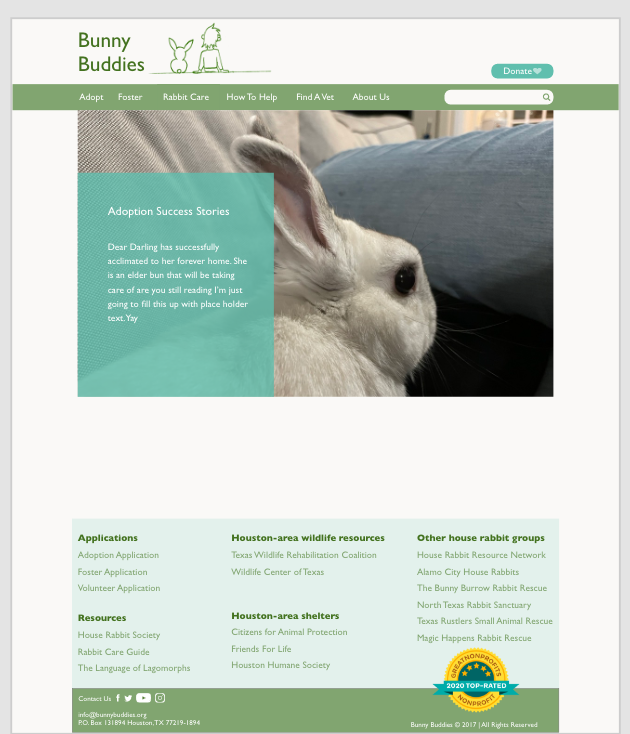 Bunny
Buddies
Donate
Adopt Foster Rabbit Care How To Help Find A Vet About Us
Adoption Success Stories
Dear Darling has successfully
acclimated to her forever home. She
is an elder bun that will be taking
care of are you still reading I'm just
going to fill this up with place holder
text.Yay
Applications
Adoption Application
Foster Application
Volunteer Application
Resources
House Rabbit Society
Rabbit Care Guide
The Language of Lagomorphs
Houston-area wildlife resources
Texas Wildlife Rehabilitation Coalition
Wildlife Center of Texas
Houston-area shelters
Citizens for Animal Protection
Friends For Life
Houston Humane Society
Other house rabbit groups
House Rabbit Resource Network
Alamo City House Rabbits
The Bunny Burrow Rabbit Rescue
North Texas Rabbit Sanctuary
Texas Rustlers Small Animal Rescue
Magic Happens Rabbit Rescue
GREATNONPROFITS
2020 TOP-RATED
NONPROFIT
Contact Us
info@bunnybuddies.org
P.O. Box 131894 Houston, TX 77219-1894
Bunny Buddies © 2017 | All Rights Reserved